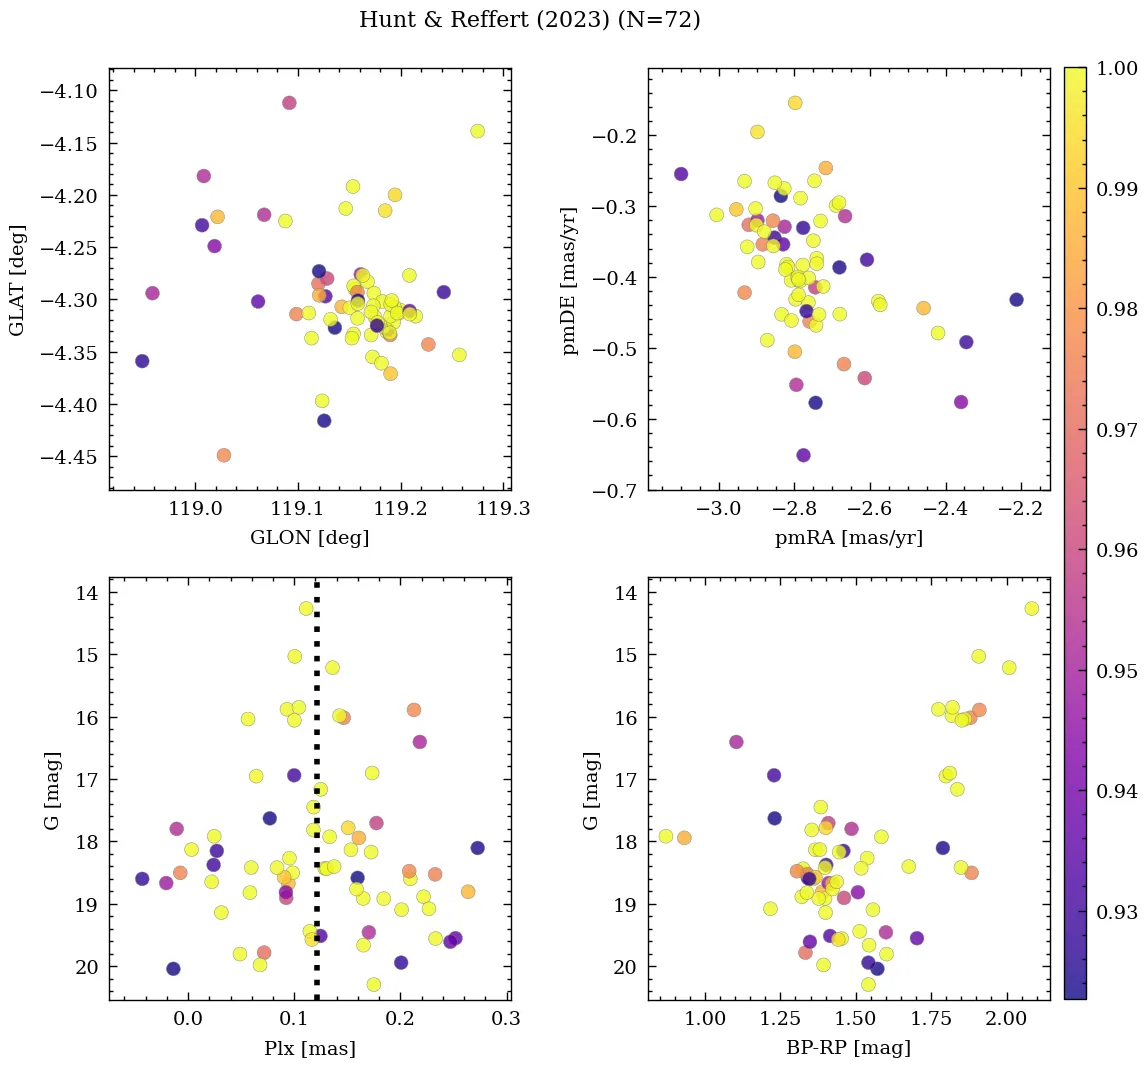 Hunt & Reffert (2023) (N=72)
−4.10
−4.15
−4.20
−4.25
−4.30
−4.35
−4.40
−4.45
GLAT [deg]
119.0 119.1 119.2 119.3
GLON [deg]
−0.2
−0.3
−0.4
−0.5
−0.6
−0.7
pmDE [mas/yr]
−3.0 −2.8 −2.6 −2.4 −2.2
pmRA [mas/yr]
14
15
16
17
18
19
20
G [mag]
0.0 0.1 0.2 0.3
Plx [mas]
14
15
16
17
18
19
20
G [mag]
1.00 1.25 1.50 1.75 2.00
BP-RP [mag]
1.00
0.99
0.98
0.97
0.96
0.95
0.94
0.93